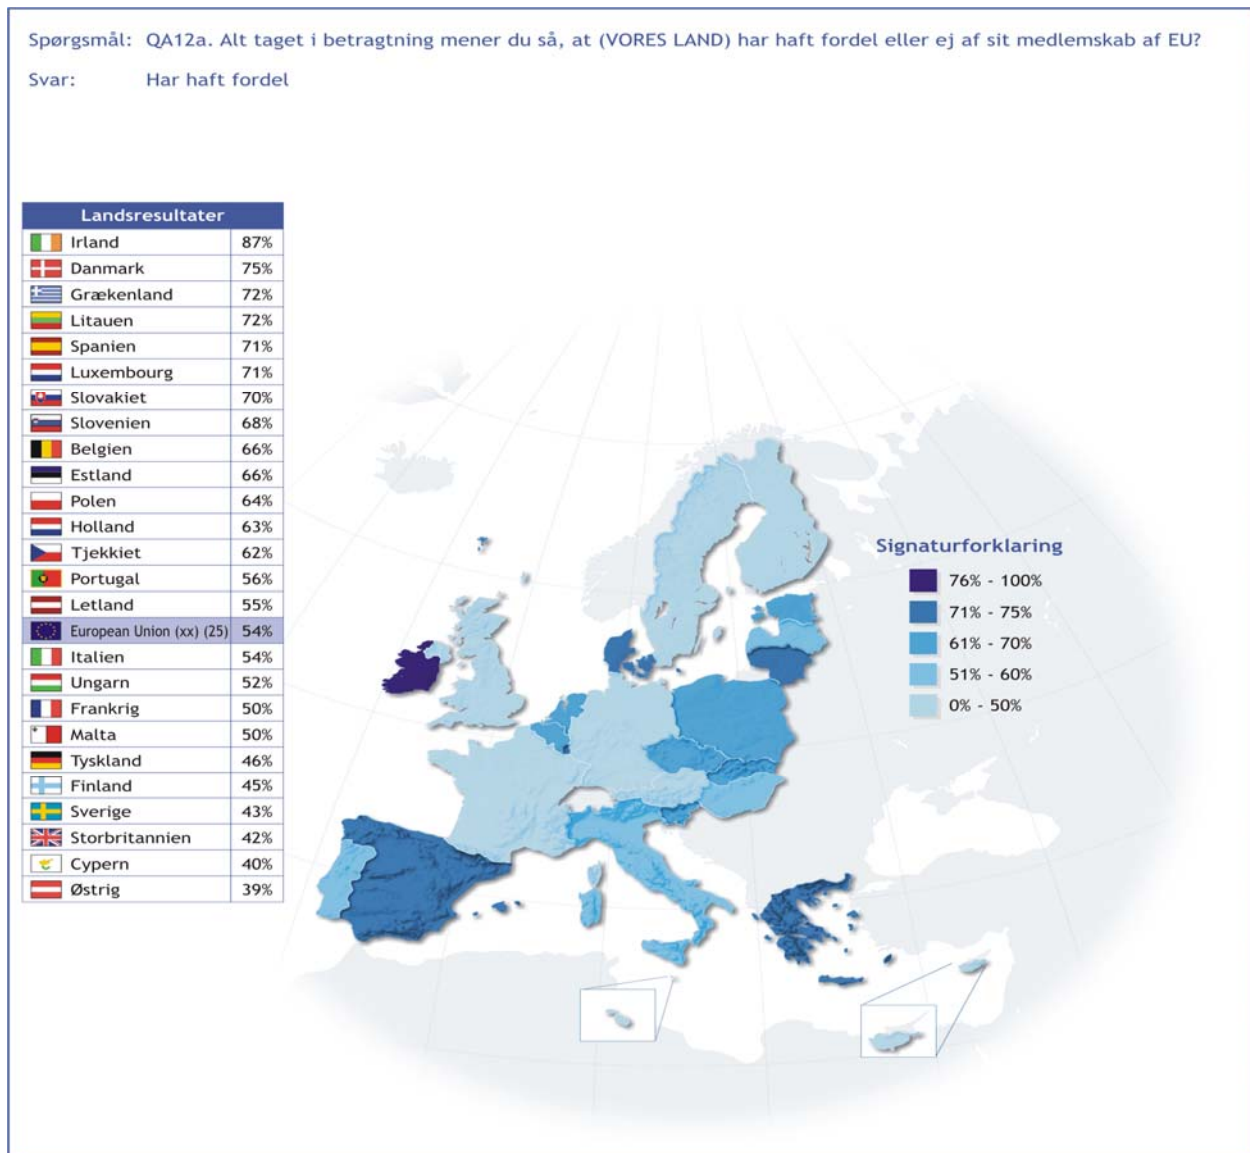 Spørgsmål: QA12a. Alt taget i betragtning mener du så, at (VORES LAND) har haft fordel eller ej af sit medlemskab af EU?
Svar: Har haft fordel
Landsresultater
Irland 87%
Danmark 75%
Grækenland 72%
Litauen 72%
Spanien 71%
Luxembourg 71%
Slovakiet 70%
Slovenien 68%
Belgien 66%
Estland 66%
Polen 64%
Holland 63%
Tjekkiet 62%
Portugal 56%
Letland 55%
European Union (xx) (25) 54%
Italien 54%
Ungarn 52%
Frankrig 50%
Malta 50%
Tyskland 46%
Finland 45%
Sverige 43%
Storbritannien 42%
Cypern 40%
Østrig 39%
Signaturforklaring
76% - 100%
71% - 75%
61% - 70%
51% - 60%
0% - 50%